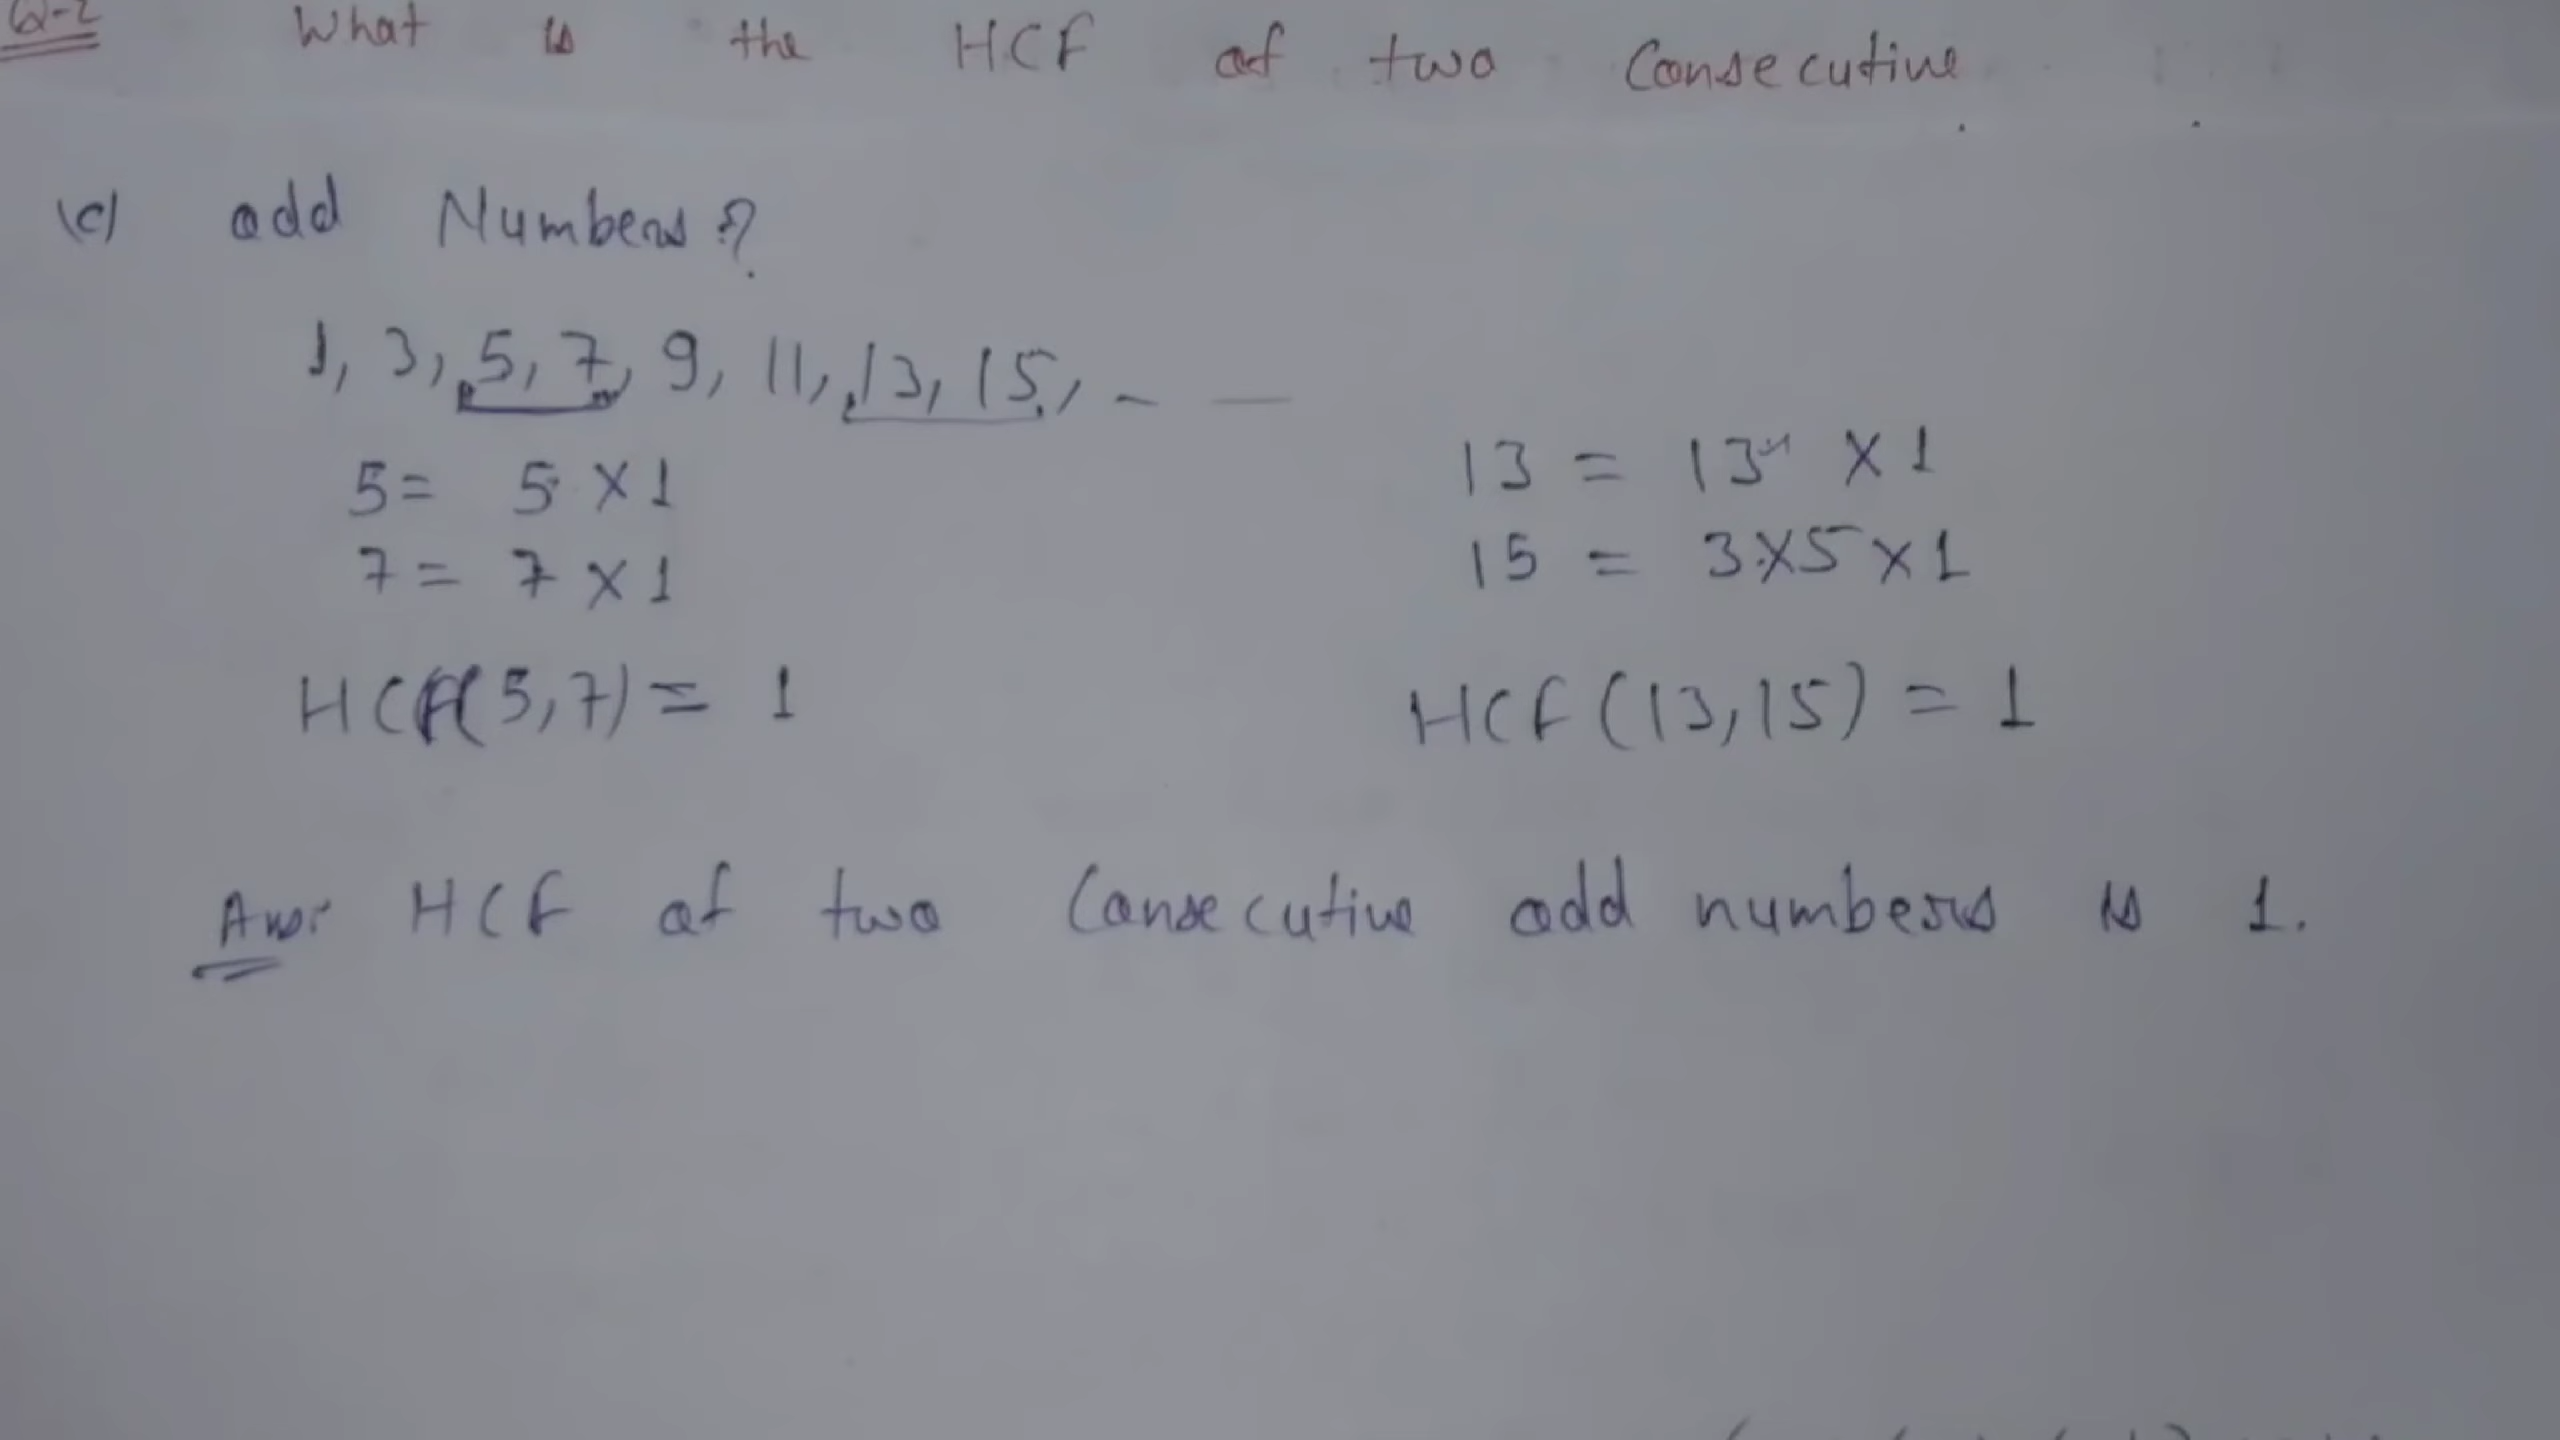 Q-2 What is the HCF of two Consecutive
(c) odd Numbers?
1, 3, 5, 7, 9, 11, 13, 15, - -
5 = 5 × 1
7 = 7 × 1
HCF(5,7) = 1
13 = 13 × 1
15 = 3×5×1
HCF (13,15) = 1
Ans: HCF of two Consecutive odd numbers is 1.